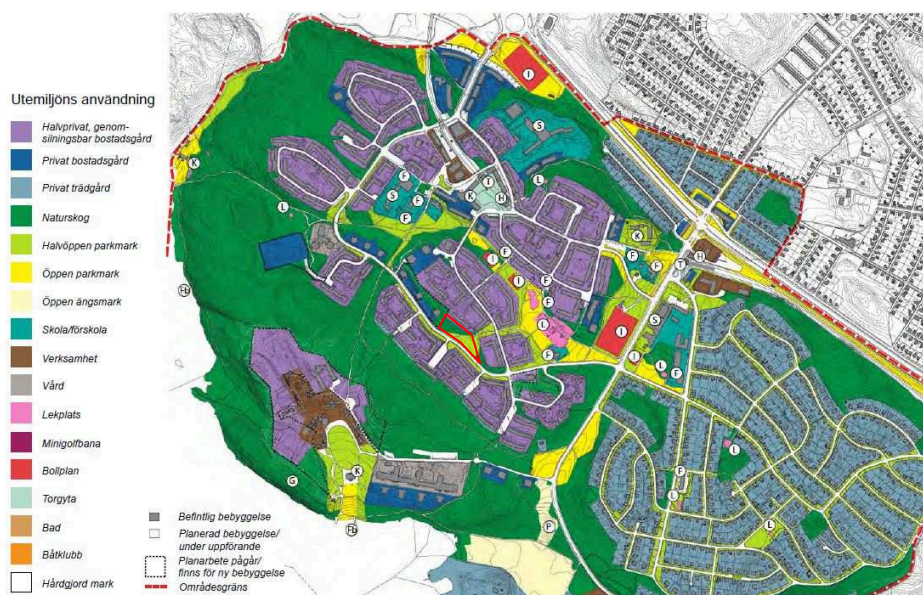 Utemiljöns användning
Halvprivat, genom-
silningsbar bostadsgård
Privat bostadsgård
Privat trädgård
Naturskog
Halvöppen parkmark
Öppen parkmark
Öppen ängsmark
Skola/förskola
Verksamhet
Vård
Lekplats
Minigolfbana
Bollplan
Torgyta
Bad
Båtklubb
Hårdgjord mark
Befintlig bebyggelse
Planerad bebyggelse/
under uppförande
Planarbete pågår/
finns för ny bebyggelse
Områdesgräns
I
S
K
F
T
L
S
F
K
H
L
F
K
F
I
F
F
F
H
T
I
F
Fb
L
I
S
F
I
L
F
K
F
G
L
L
Fb
P